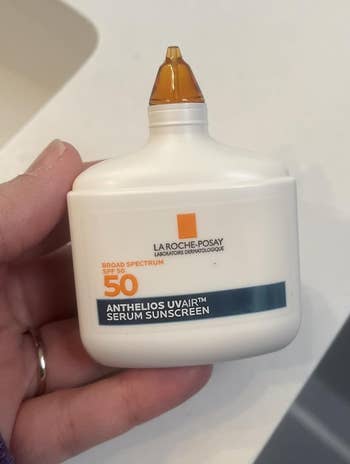 LA ROCHE-POSAY
LABORATOIRE DERMATOLOGIQUE
BROAD SPECTRUM
SPF 50
50
ANTHELIOS UVAIR™
SERUM SUNSCREEN